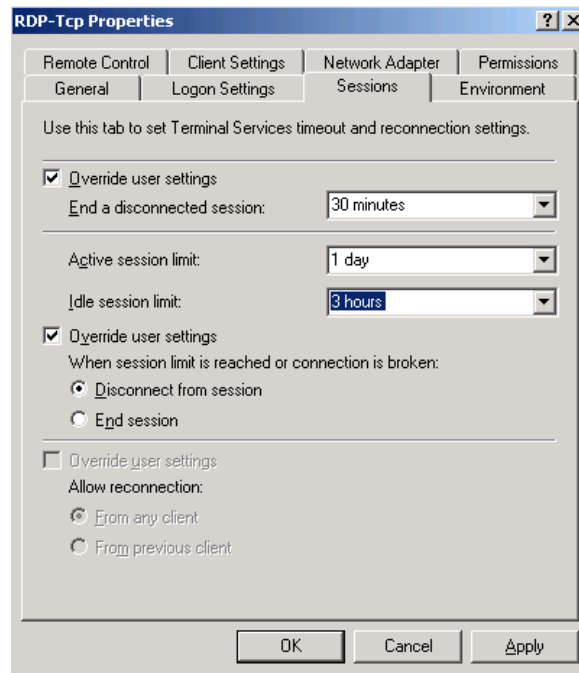 RDP-Tcp Properties
Remote Control Client Settings Network Adapter Permissions
General Logon Settings Sessions Environment
Use this tab to set Terminal Services timeout and reconnection settings.
Override user settings
End a disconnected session: 30 minutes
Active session limit: 1 day
Idle session limit: 3 hours
Override user settings
When session limit is reached or connection is broken:
Disconnect from session
End session
Override user settings
Allow reconnection:
From any client
From previous client
OK Cancel Apply